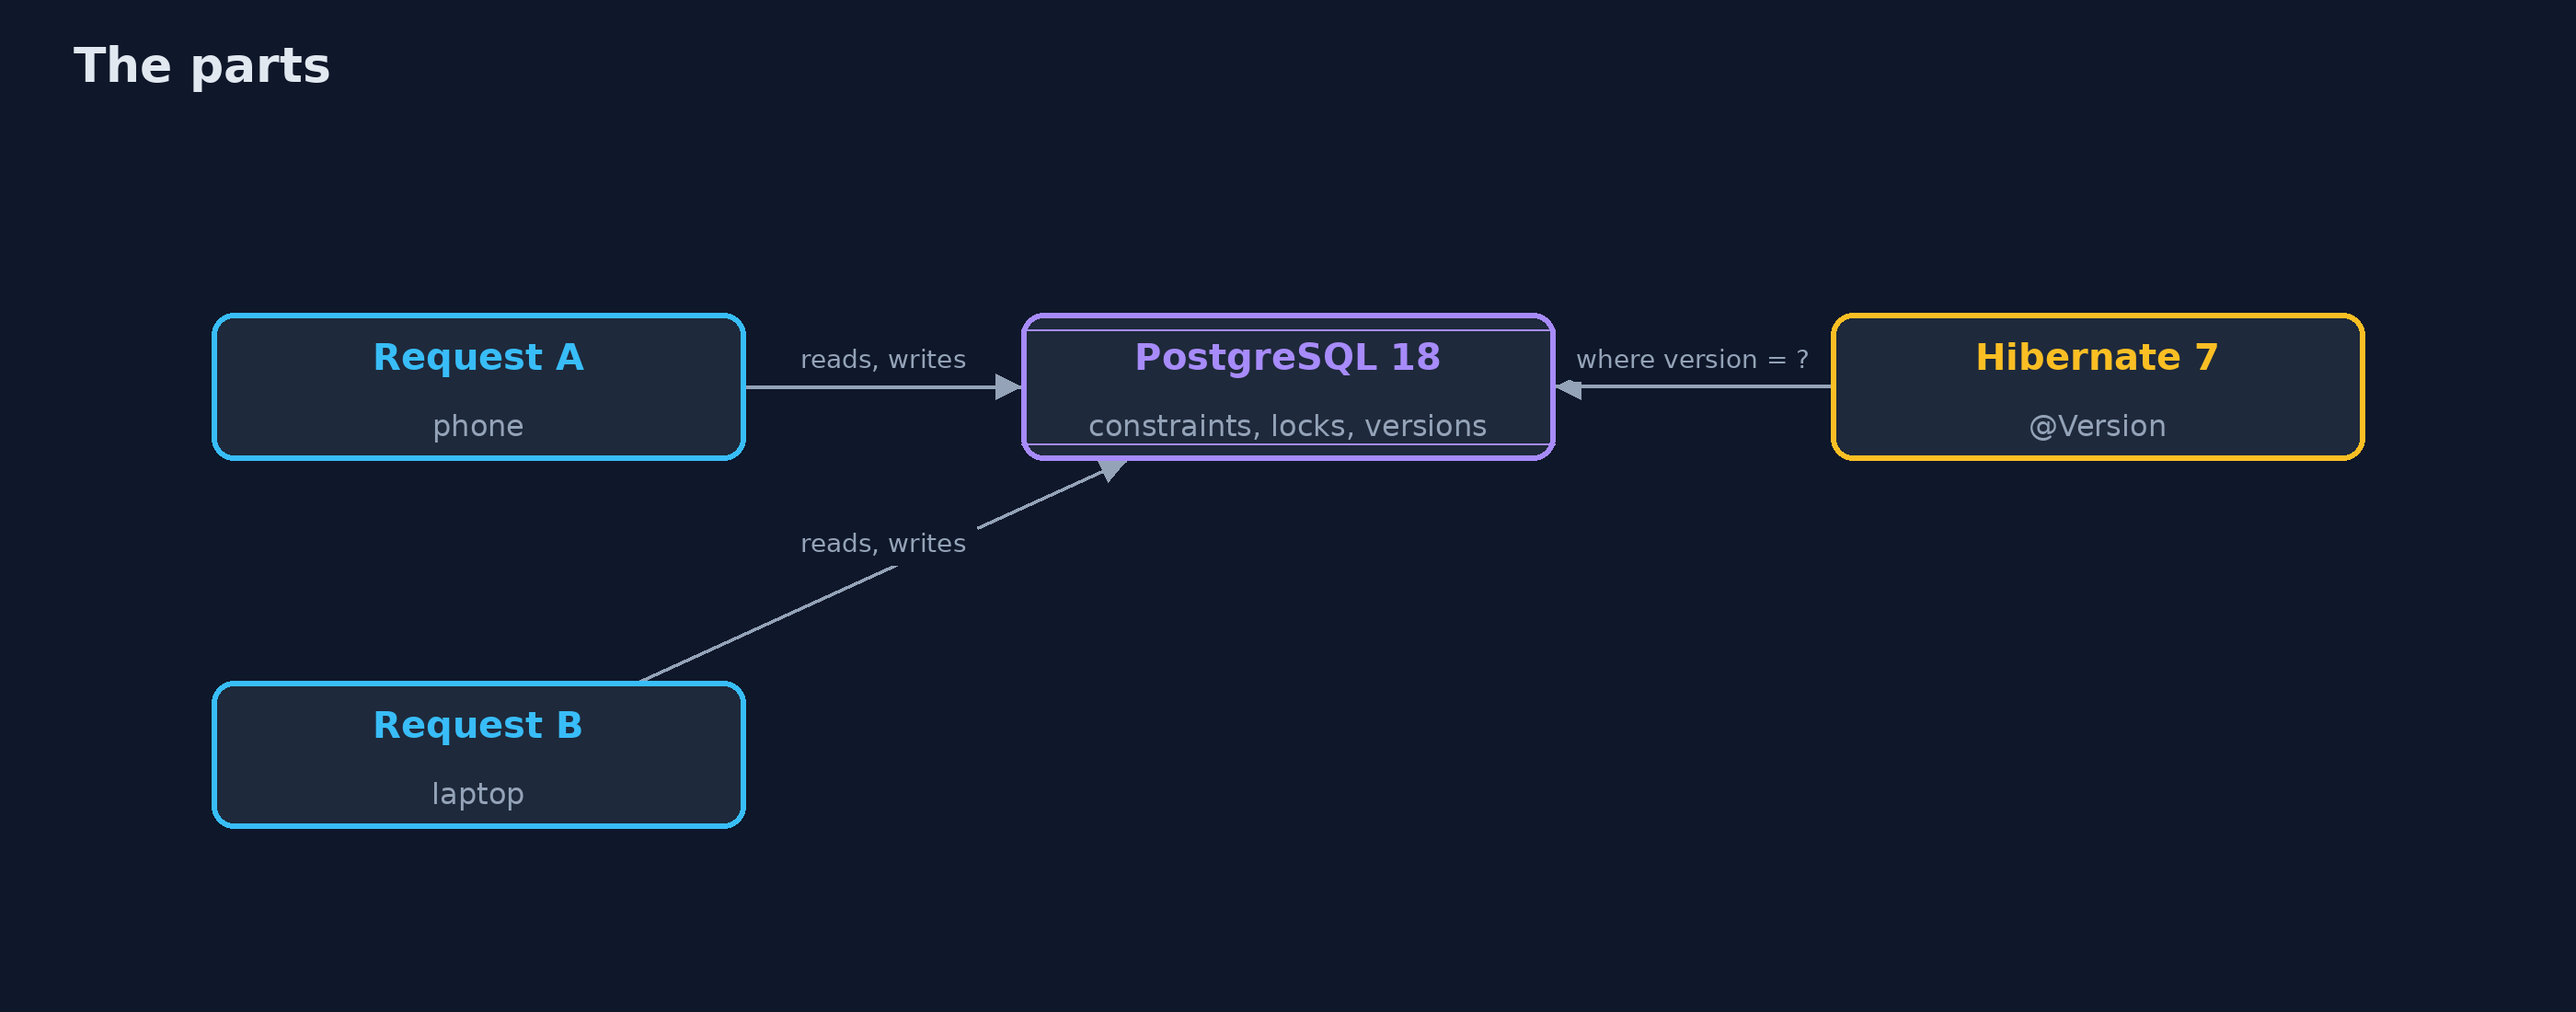 The parts
Request A
phone
reads, writes
PostgreSQL 18
constraints, locks, versions
where version = ?
Hibernate 7
@Version
reads, writes
Request B
laptop